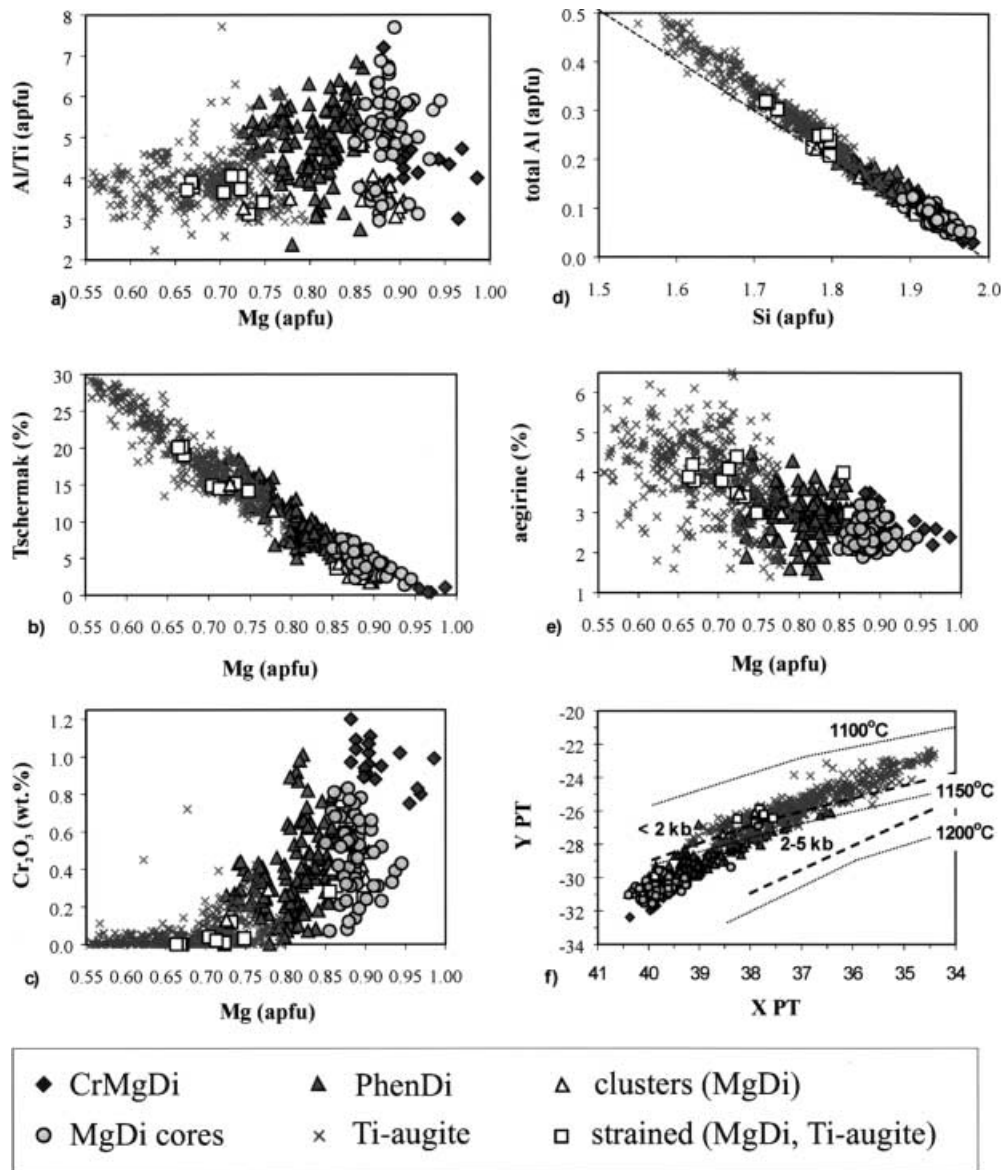 8
7
6
5
4
3
2
Al/Ti (apfu)
0.55 0.60 0.65 0.70 0.75 0.80 0.85 0.90 0.95 1.00
a)
Mg (apfu)
0.5
0.4
0.3
0.2
0.1
0.0
total Al (apfu)
1.5 1.6 1.7 1.8 1.9 2.0
d)
Si (apfu)
30
25
20
15
10
5
0
Tschermak (%)
0.55 0.60 0.65 0.70 0.75 0.80 0.85 0.90 0.95 1.00
b)
Mg (apfu)
6
5
4
3
2
1
aegirine (%)
0.55 0.60 0.65 0.70 0.75 0.80 0.85 0.90 0.95 1.00
e)
Mg (apfu)
1.2
1.0
0.8
0.6
0.4
0.2
0.0
Cr₂O₃ (wt.%)
0.55 0.60 0.65 0.70 0.75 0.80 0.85 0.90 0.95 1.00
c)
Mg (apfu)
-20
-22
-24
-26
-28
-30
-32
-34
Y PT
1100°C
1150°C
1200°C
< 2 kb
2-5 kb
41 40 39 38 37 36 35 34
f)
X PT
CrMgDi
PhenDi
clusters (MgDi)
MgDi cores
Ti-augite
strained (MgDi, Ti-augite)